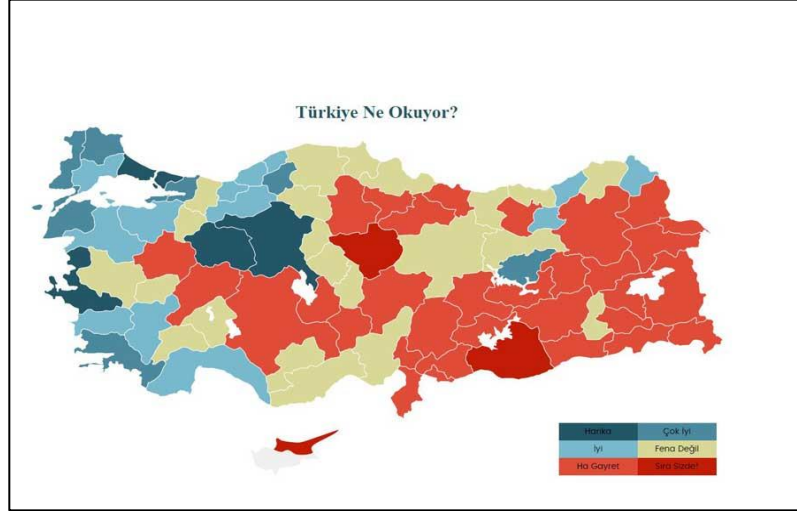 Türkiye Ne Okuyor?
Harika Çok İyi
İyi Fena Değil
Ha Gayret Sıra Sizde!